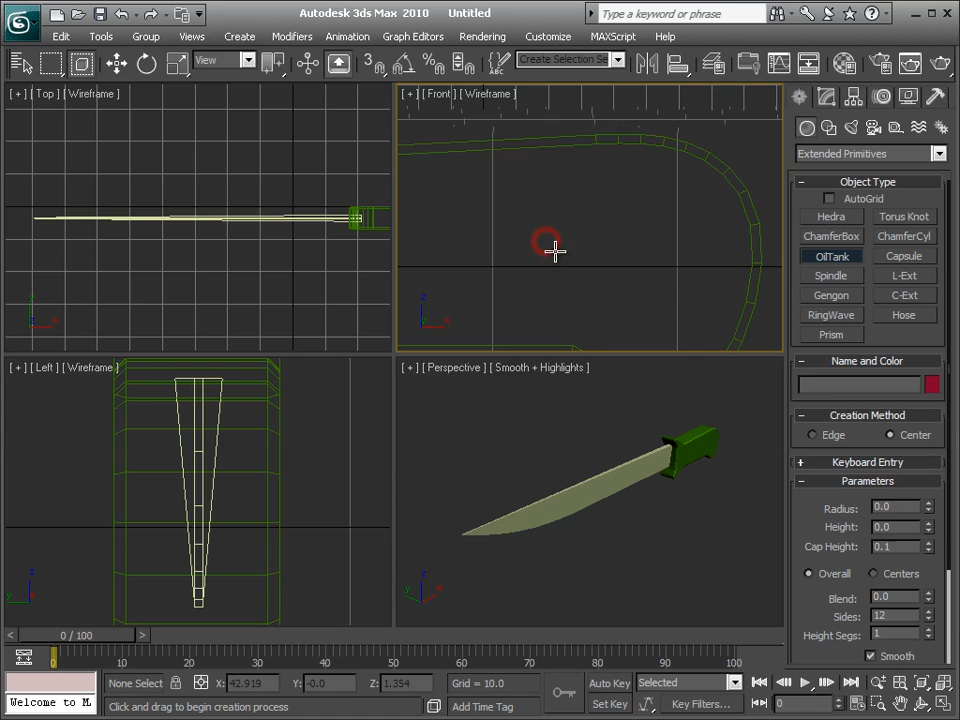 Autodesk 3ds Max 2010 Untitled
Type a keyword or phrase
Edit Tools Group Views Create Modifiers Animation Graph Editors Rendering Customize MAXScript Help
View
3
Create Selection Se
[ + ] [ Top ] [ Wireframe ]
[ + ] [ Front ] [ Wireframe ]
Extended Primitives
Object Type
AutoGrid
Hedra Torus Knot
ChamferBox ChamferCyl
OilTank Capsule
Spindle L-Ext
Gengon C-Ext
RingWave Hose
Prism
[ + ] [ Left ] [ Wireframe ]
[ + ] [ Perspective ] [ Smooth + Highlights ]
Name and Color
Creation Method
Edge Center
Keyboard Entry
Parameters
Radius: 0.0
Height: 0.0
Cap Height: 0.1
Overall Centers
Blend: 0.0
Sides: 12
Height Segs: 1
Smooth
0 / 100
0 10 20 30 40 50 60 70 80 90 100
None Select X: 42.919 Y: -0.0 Z: 1.354 Grid = 10.0 Auto Key Selected
Welcome to M Click and drag to begin creation process Add Time Tag Set Key Key Filters... 0